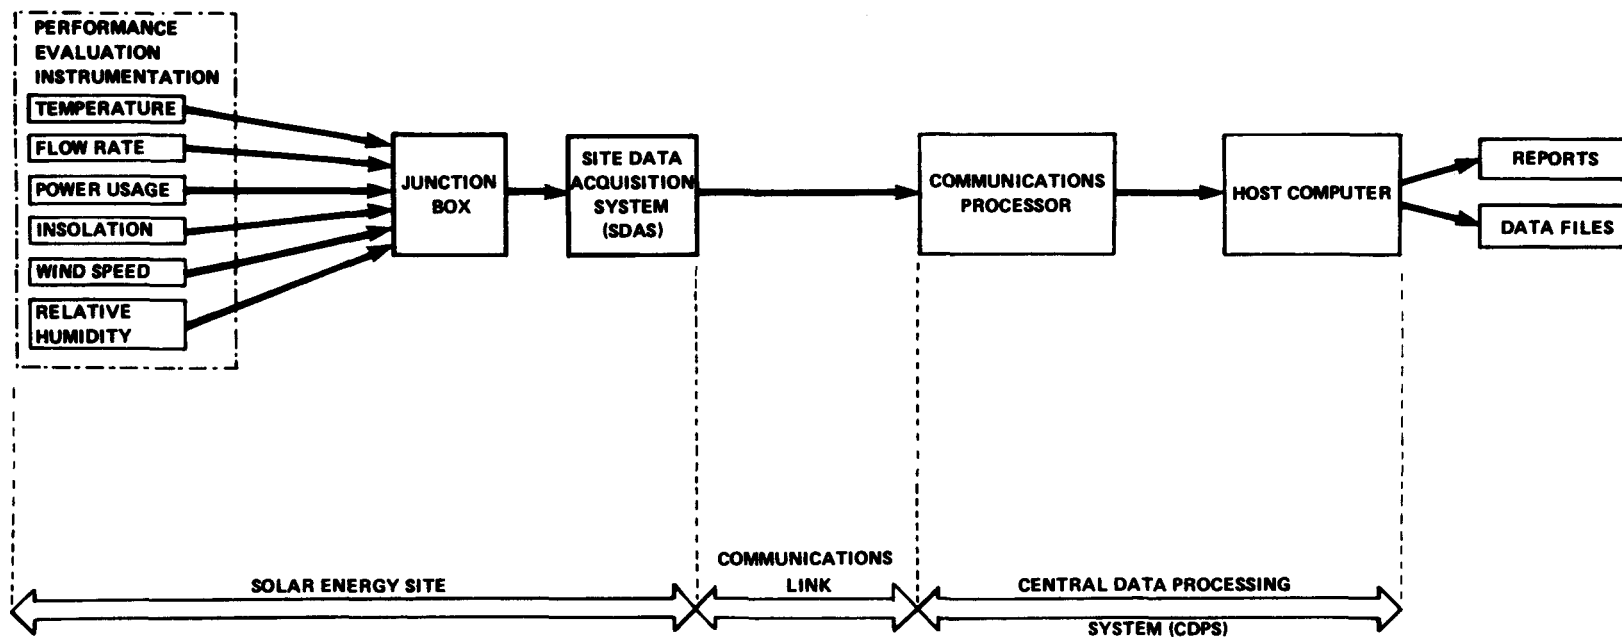 PERFORMANCE
EVALUATION
INSTRUMENTATION
TEMPERATURE
FLOW RATE
POWER USAGE
INSOLATION
WIND SPEED
RELATIVE
HUMIDITY
JUNCTION
BOX
SITE DATA
ACQUISITION
SYSTEM
(SDAS)
COMMUNICATIONS
PROCESSOR
HOST COMPUTER
REPORTS
DATA FILES
SOLAR ENERGY SITE
COMMUNICATIONS
LINK
CENTRAL DATA PROCESSING
SYSTEM (CDPS)